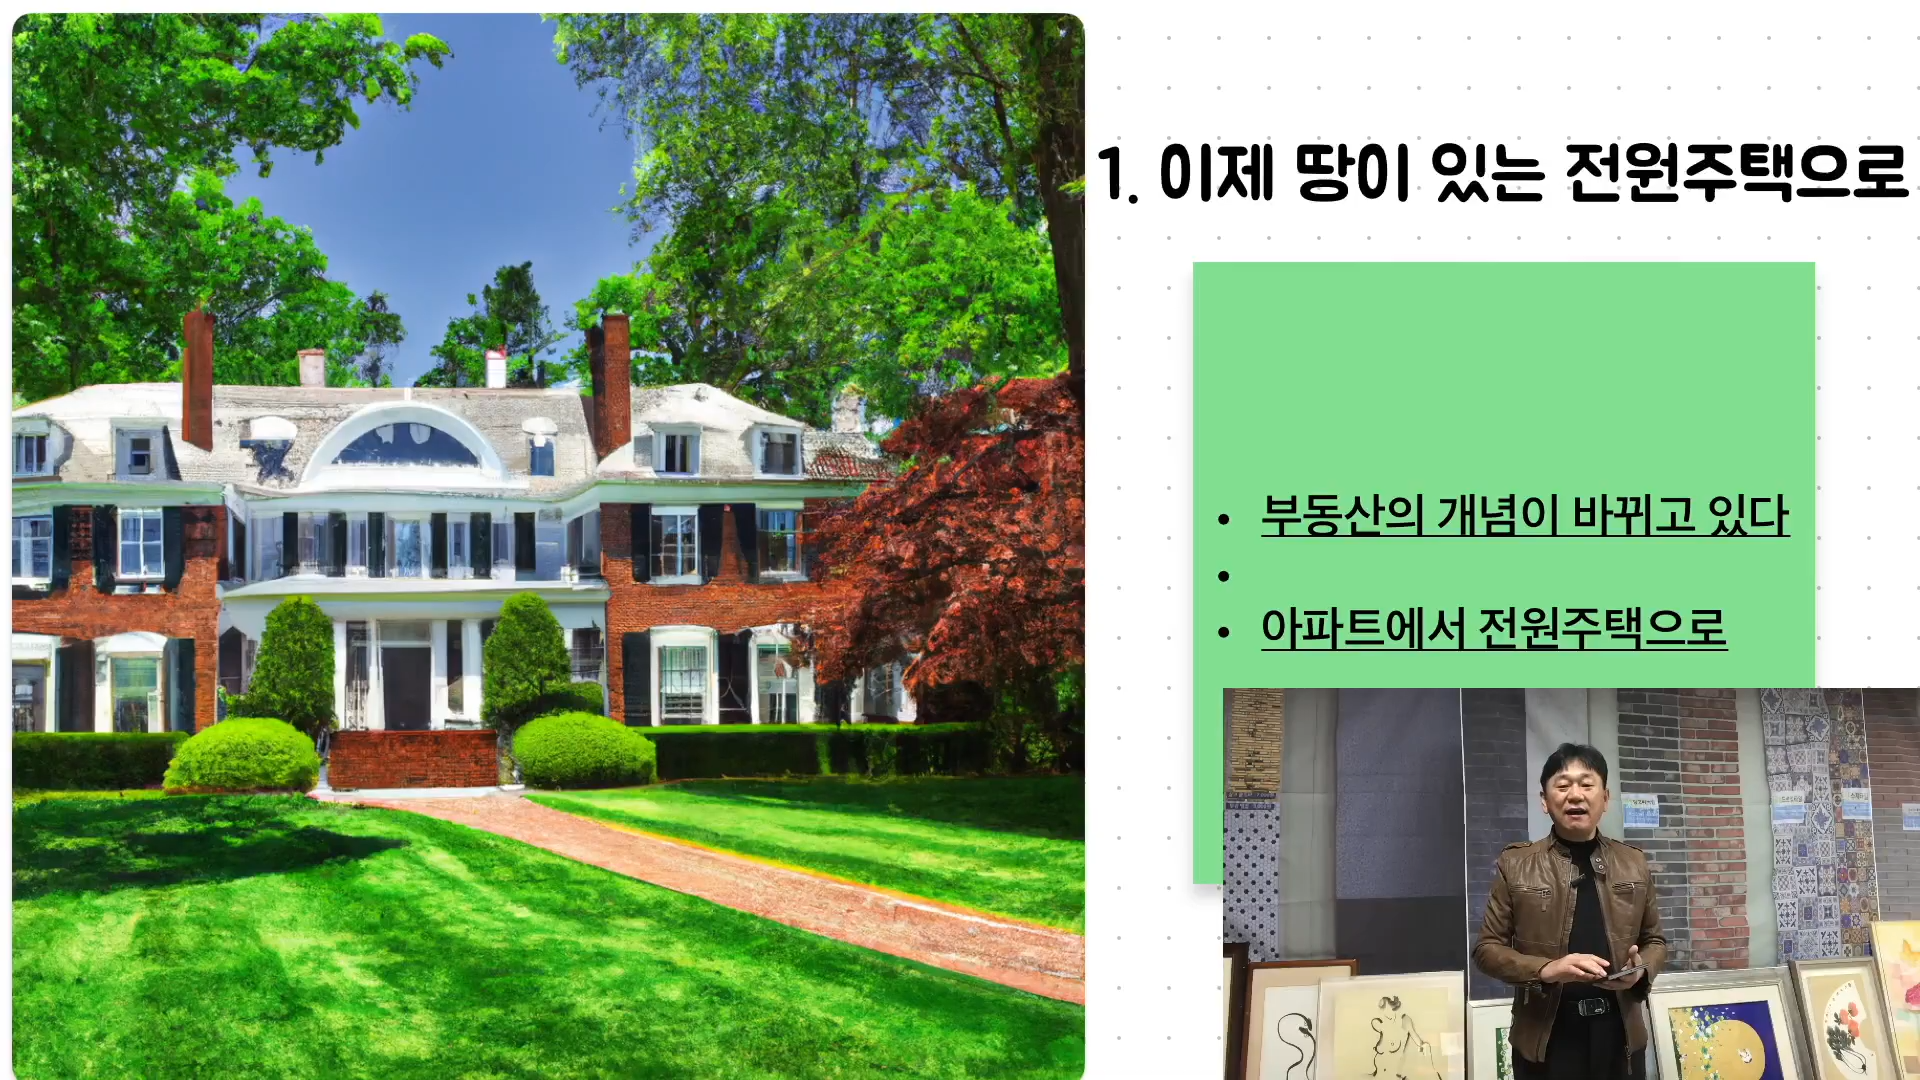 1. 이제 땅이 있는 전원주택으로
• 부동산의 개념이 바뀌고 있다
•
• 아파트에서 전원주택으로